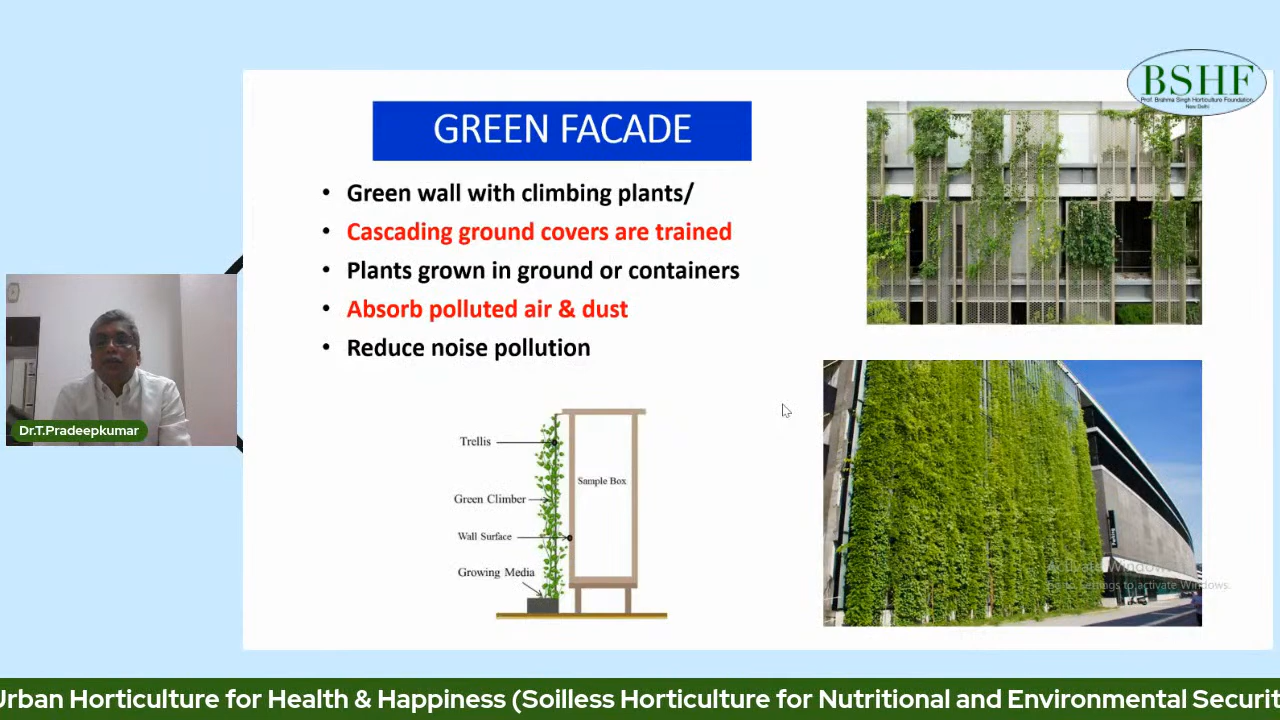 BSHF
Prof. Brahma Singh Horticulture Foundation
New Delhi
GREEN FACADE
• Green wall with climbing plants/
• Cascading ground covers are trained
• Plants grown in ground or containers
• Absorb polluted air & dust
• Reduce noise pollution
Dr.T.Pradeepkumar
Trellis
Sample Box
Green Climber
Wall Surface
Growing Media
Parking
Activate Windows
Go to Settings to activate Windows.
Urban Horticulture for Health & Happiness (Soilless Horticulture for Nutritional and Environmental Securit